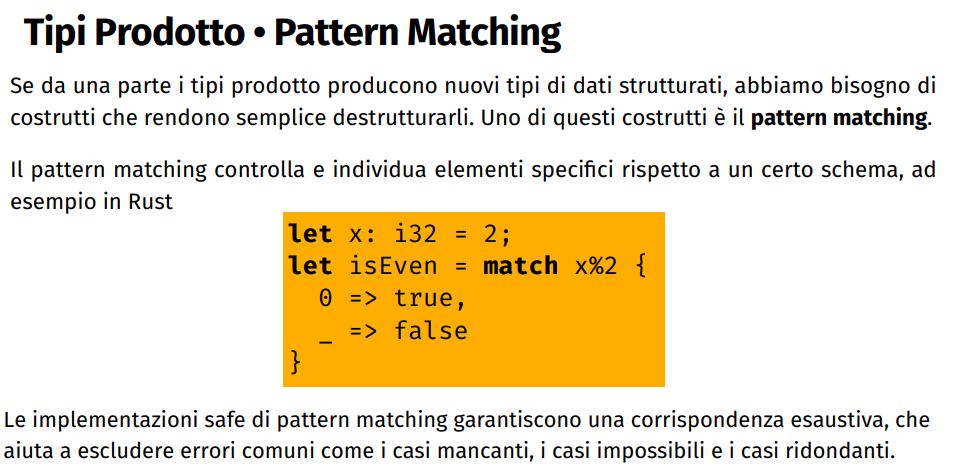 Tipi Prodotto • Pattern Matching
Se da una parte i tipi prodotto producono nuovi tipi di dati strutturati, abbiamo bisogno di
costrutti che rendono semplice destrutturarli. Uno di questi costrutti è il pattern matching.
Il pattern matching controlla e individua elementi specifici rispetto a un certo schema, ad
esempio in Rust
let x: i32 = 2;
let isEven = match x%2 {
  0 => true,
  _ => false
}
Le implementazioni safe di pattern matching garantiscono una corrispondenza esaustiva, che
aiuta a escludere errori comuni come i casi mancanti, i casi impossibili e i casi ridondanti.